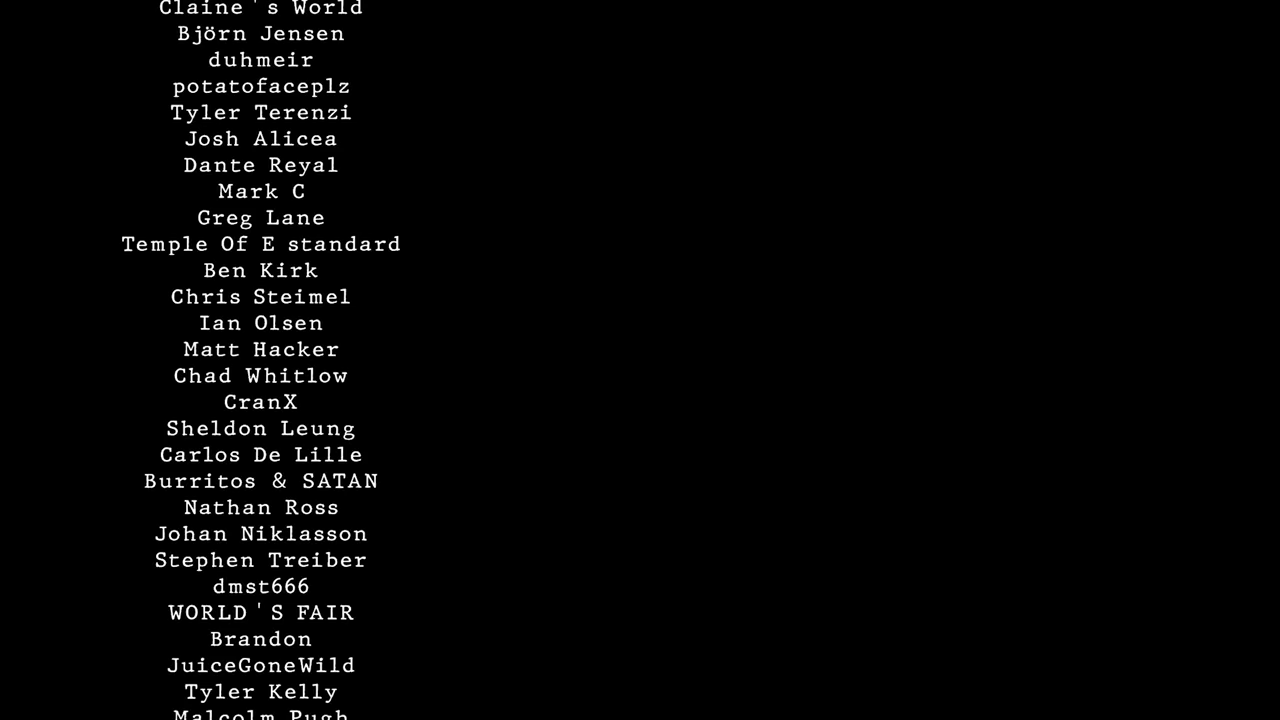 Claine's World
Björn Jensen
duhmeir
potatofaceplz
Tyler Terenzi
Josh Alicea
Dante Reyal
Mark C
Greg Lane
Temple Of E standard
Ben Kirk
Chris Steimel
Ian Olsen
Matt Hacker
Chad Whitlow
CranX
Sheldon Leung
Carlos De Lille
Burritos & SATAN
Nathan Ross
Johan Niklasson
Stephen Treiber
dmst666
WORLD'S FAIR
Brandon
JuiceGoneWild
Tyler Kelly
Malcolm Pugh